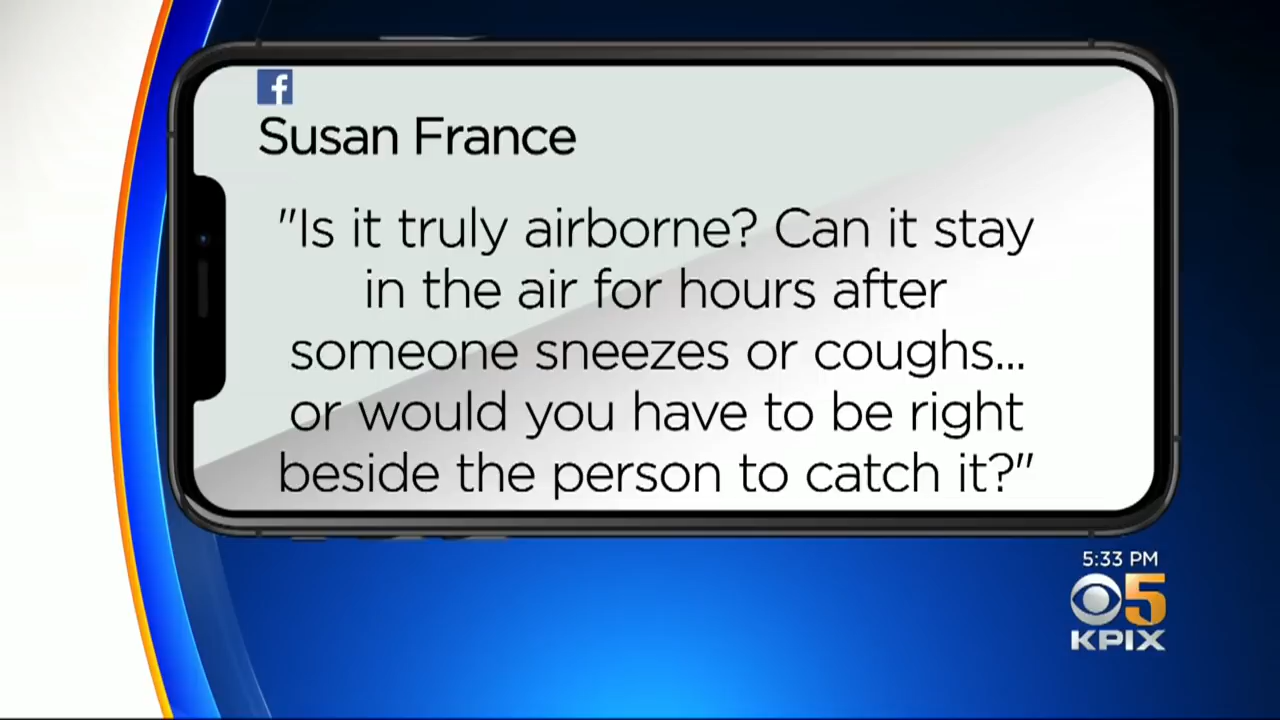 f
Susan France
"Is it truly airborne? Can it stay
in the air for hours after
someone sneezes or coughs...
or would you have to be right
beside the person to catch it?"
5:33 PM
5
KPIX